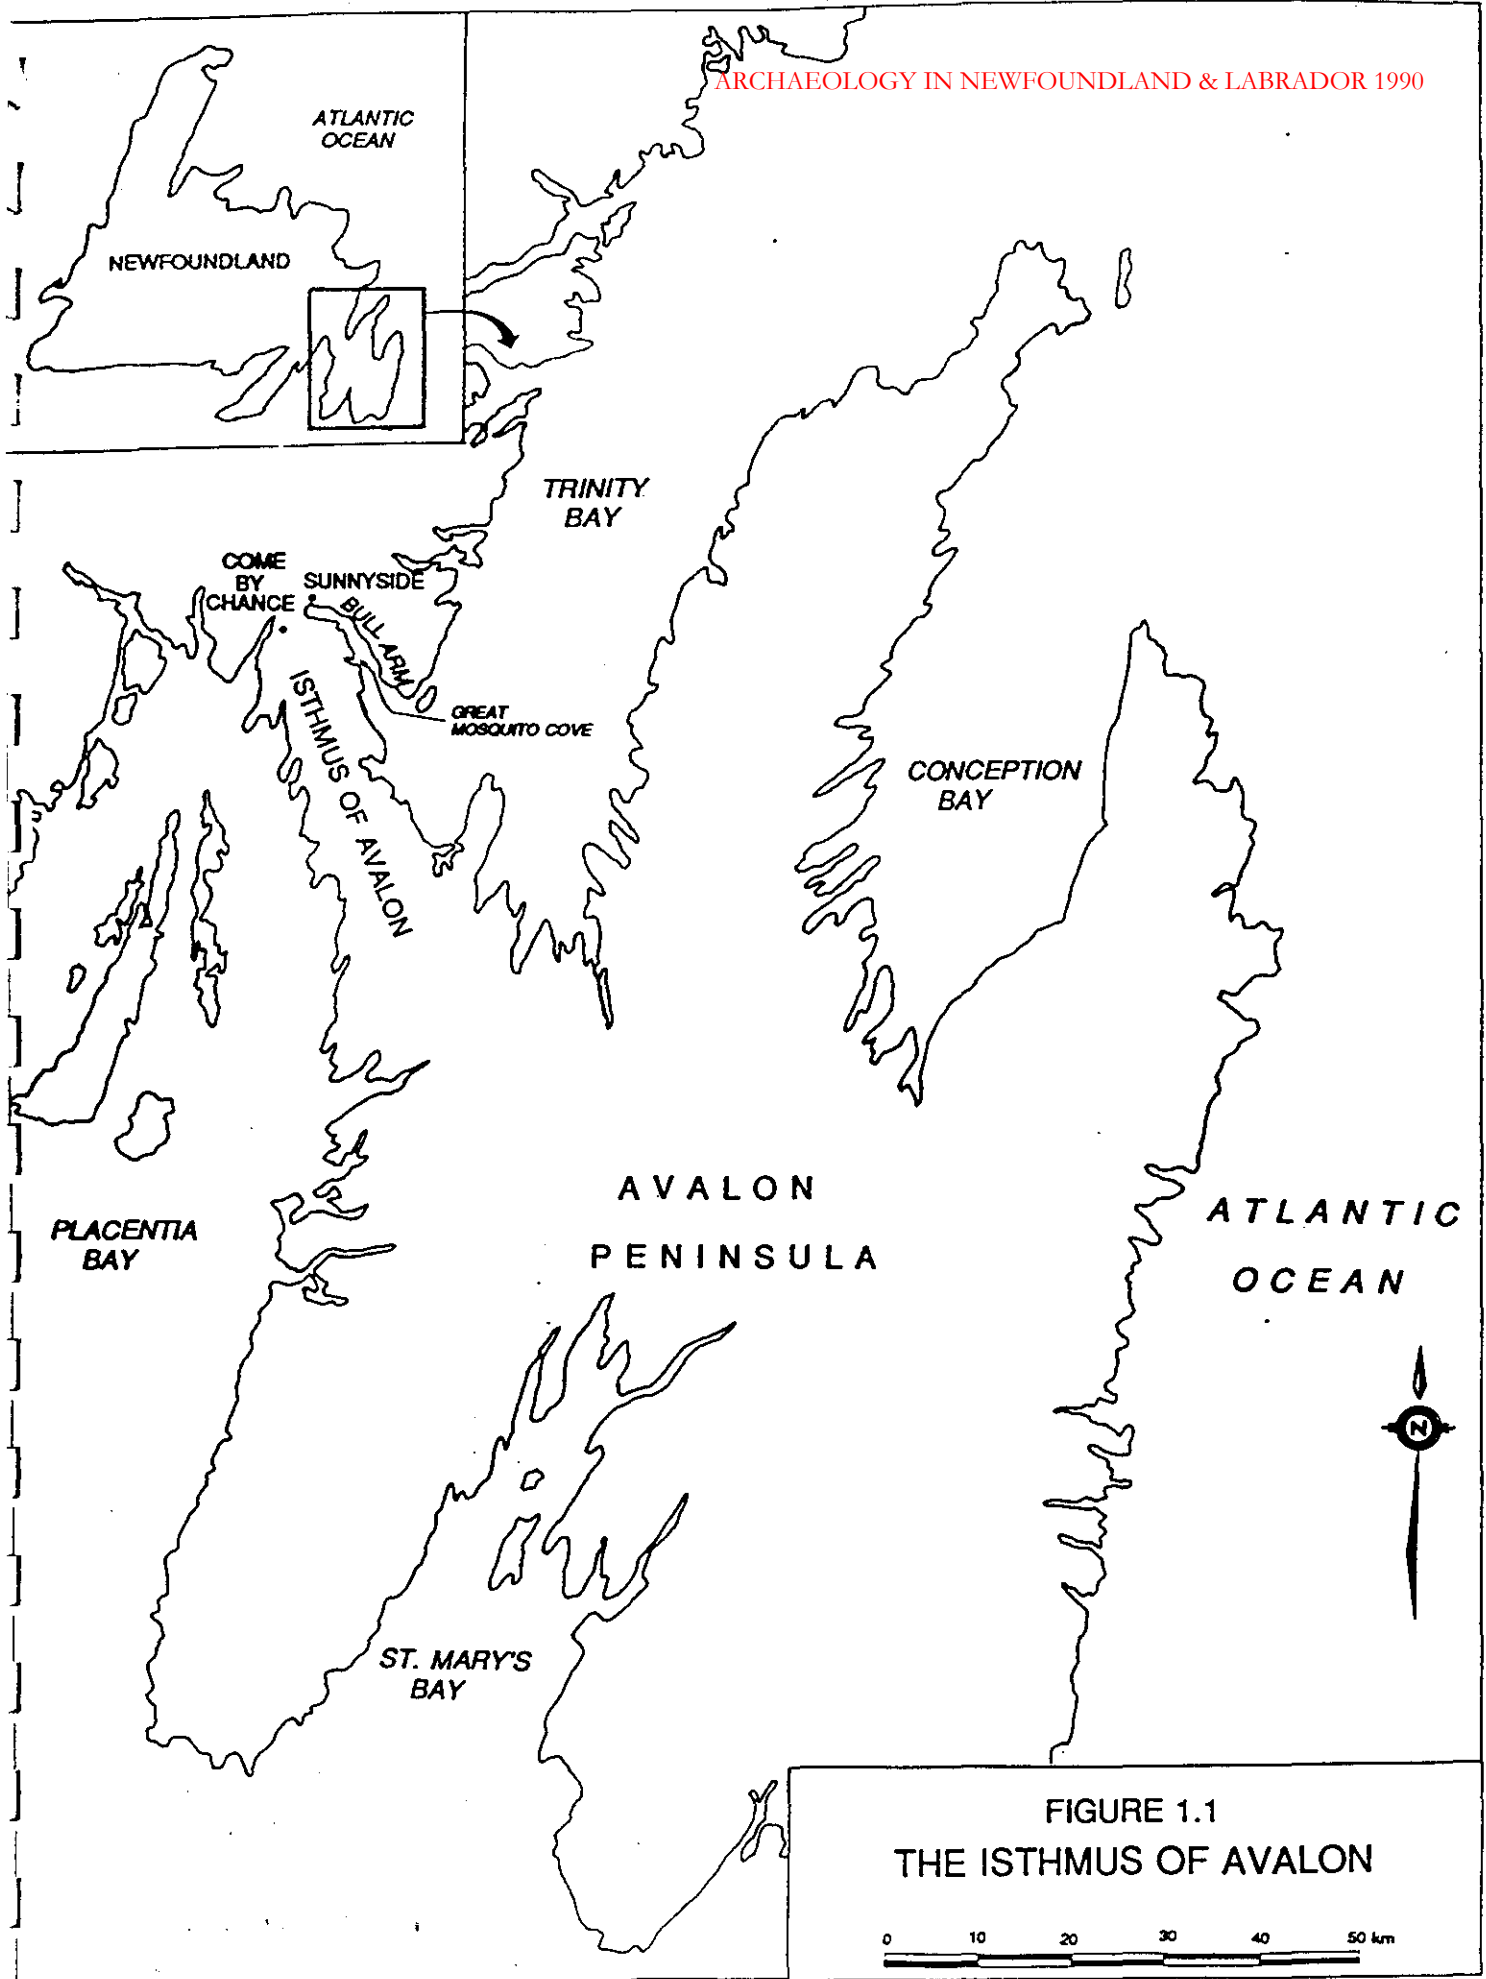 ARCHAEOLOGY IN NEWFOUNDLAND & LABRADOR 1990
ATLANTIC
OCEAN
NEWFOUNDLAND
TRINITY
BAY
COME
BY
CHANCE
SUNNYSIDE
BULL ARM
GREAT
MOSQUITO COVE
ISTHMUS OF AVALON
CONCEPTION
BAY
AVALON
PENINSULA
PLACENTIA
BAY
ATLANTIC
OCEAN
N
ST. MARY'S
BAY
FIGURE 1.1
THE ISTHMUS OF AVALON
0 10 20 30 40 50 km